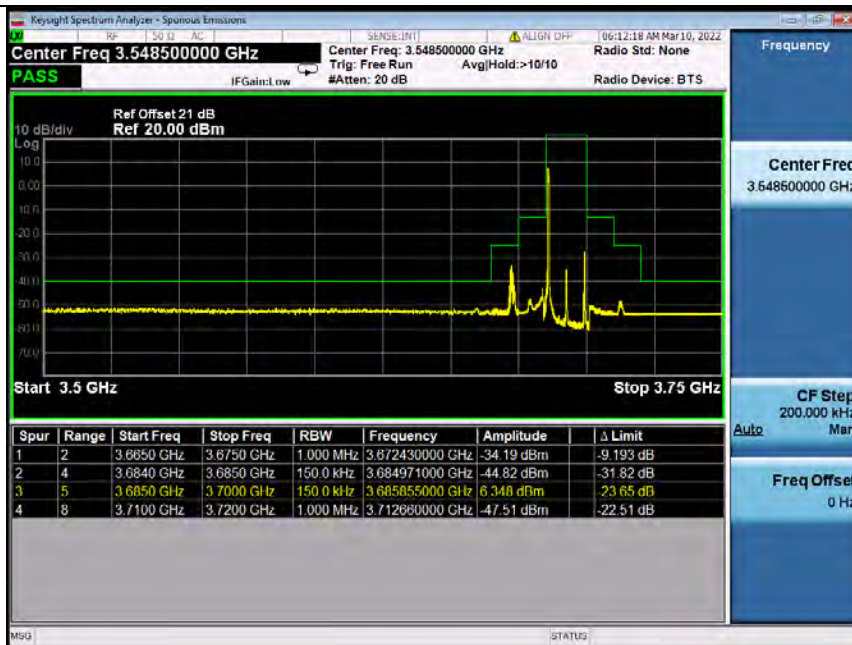 Keysight Spectrum Analyzer - Spurious Emissions
RF 50 Ω AC SENSE:INT ALIGN OFF 06:12:18 AM Mar 10, 2022
Center Freq 3.548500000 GHz
Center Freq: 3.548500000 GHz
Radio Std: None
Trig: Free Run
Avg|Hold:>10/10
PASS
IFGain:Low
#Atten: 20 dB
Radio Device: BTS
Ref Offset 21 dB
10 dB/div
Ref 20.00 dBm
Log
10.0
0.00
-20.0
-40.0
Start 3.5 GHz
Stop 3.75 GHz
Spur Range Start Freq Stop Freq RBW Frequency Amplitude Δ Limit
1 2 3.6650 GHz 3.6750 GHz 1.000 MHz 3.672430000 GHz -34.19 dBm -9.193 dB
2 4 3.6840 GHz 3.6850 GHz 150.0 kHz 3.684971000 GHz -44.82 dBm -31.82 dB
3 5 3.6850 GHz 3.7000 GHz 150.0 kHz 3.685855000 GHz 6.348 dBm -23.65 dB
4 8 3.7100 GHz 3.7200 GHz 1.000 MHz 3.712660000 GHz -47.51 dBm -22.51 dB
MSG
STATUS
Frequency
Center Freq
3.548500000 GHz
CF Step
200.000 kHz
Auto Man
Freq Offset
0 Hz